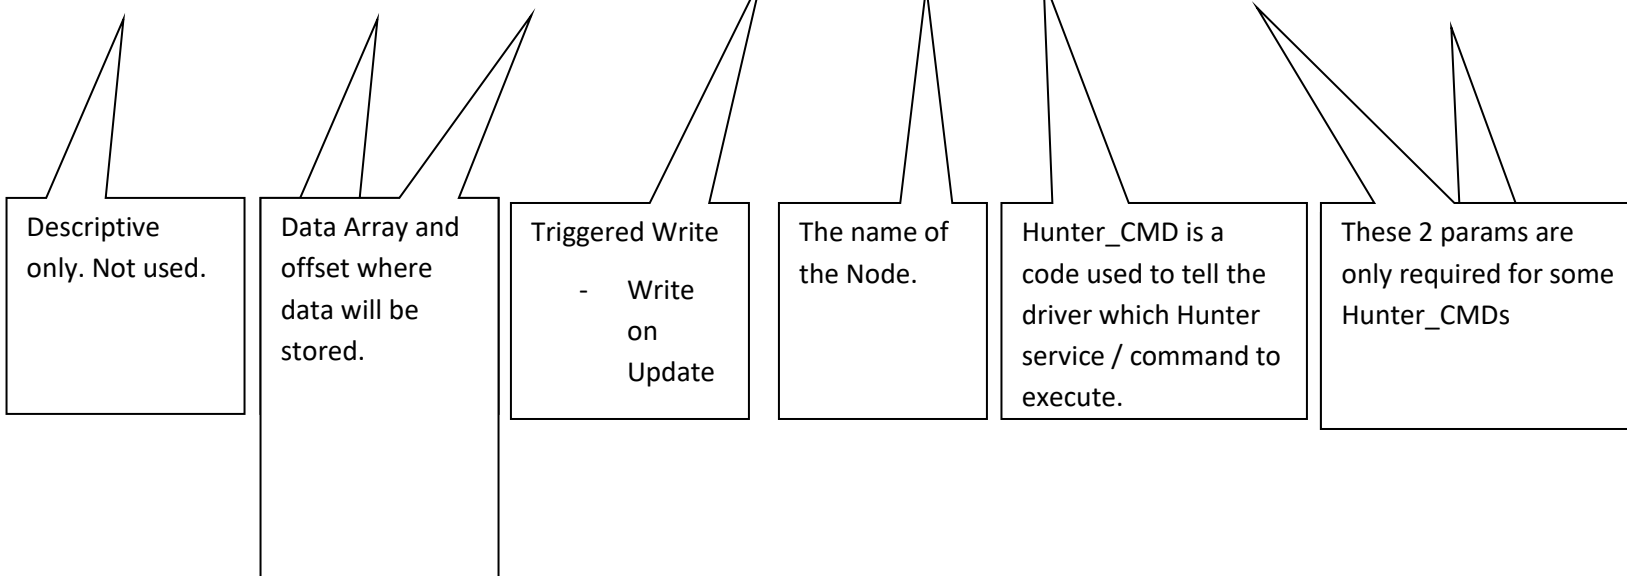 Descriptive
only. Not used.
Data Array and
offset where
data will be
stored.
Triggered Write
- Write
on
Update
The name of
the Node.
Hunter_CMD is a
code used to tell the
driver which Hunter
service / command to
execute.
These 2 params are
only required for some
Hunter_CMDs